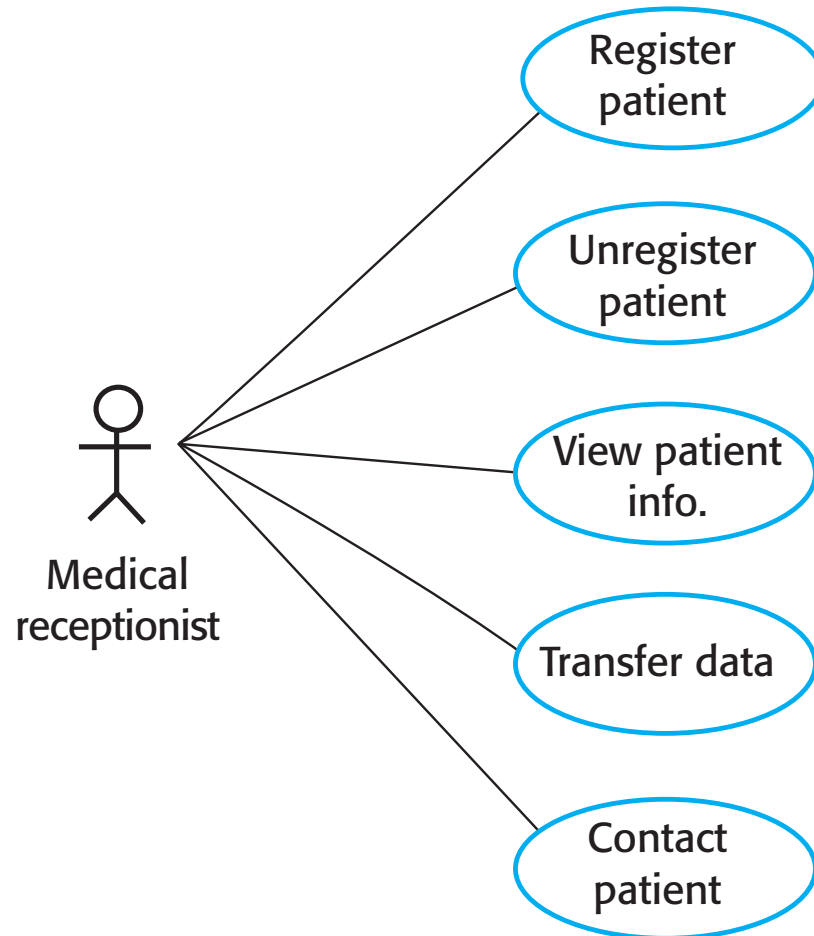 Register
patient
Unregister
patient
View patient
info.
Medical
receptionist
Transfer data
Contact
patient